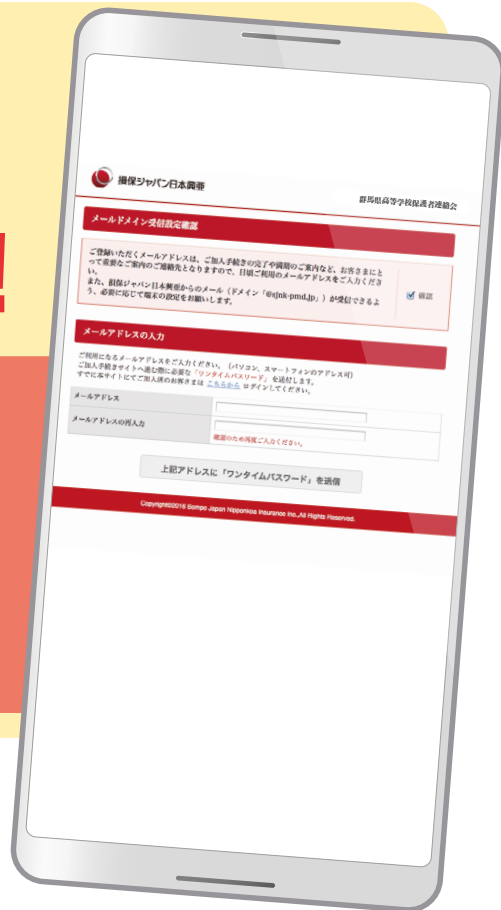 !
損保ジャパン日本興亜
群馬県高等学校保護者連絡会
メールドメイン受信設定確認
ご登録いただくメールアドレスは、ご加入手続きの完了や満期のご案内など、お客さまにと
って重要なご案内のご連絡先となりますので、日頃ご利用のメールアドレスをご入力くださ
い。
また、損保ジャパン日本興亜からのメール（ドメイン「@sjnk-pmd.jp」）が受信できるよ
う、必要に応じて端末の設定をお願いします。
確認
メールアドレスの入力
ご利用になるメールアドレスをご入力ください。（パソコン、スマートフォンのアドレス可）
ご加入手続きサイトへ進む際に必要な「ワンタイムパスワード」を送付します。
すでに本サイトにてご加入済のお客さまは こちらから ログインしてください。
メールアドレス
メールアドレスの再入力
確認のため再度ご入力ください。
上記アドレスに「ワンタイムパスワード」を送信
Copyright©2016 Sompo Japan Nipponkoa Insurance Inc.,All Rights Reserved.